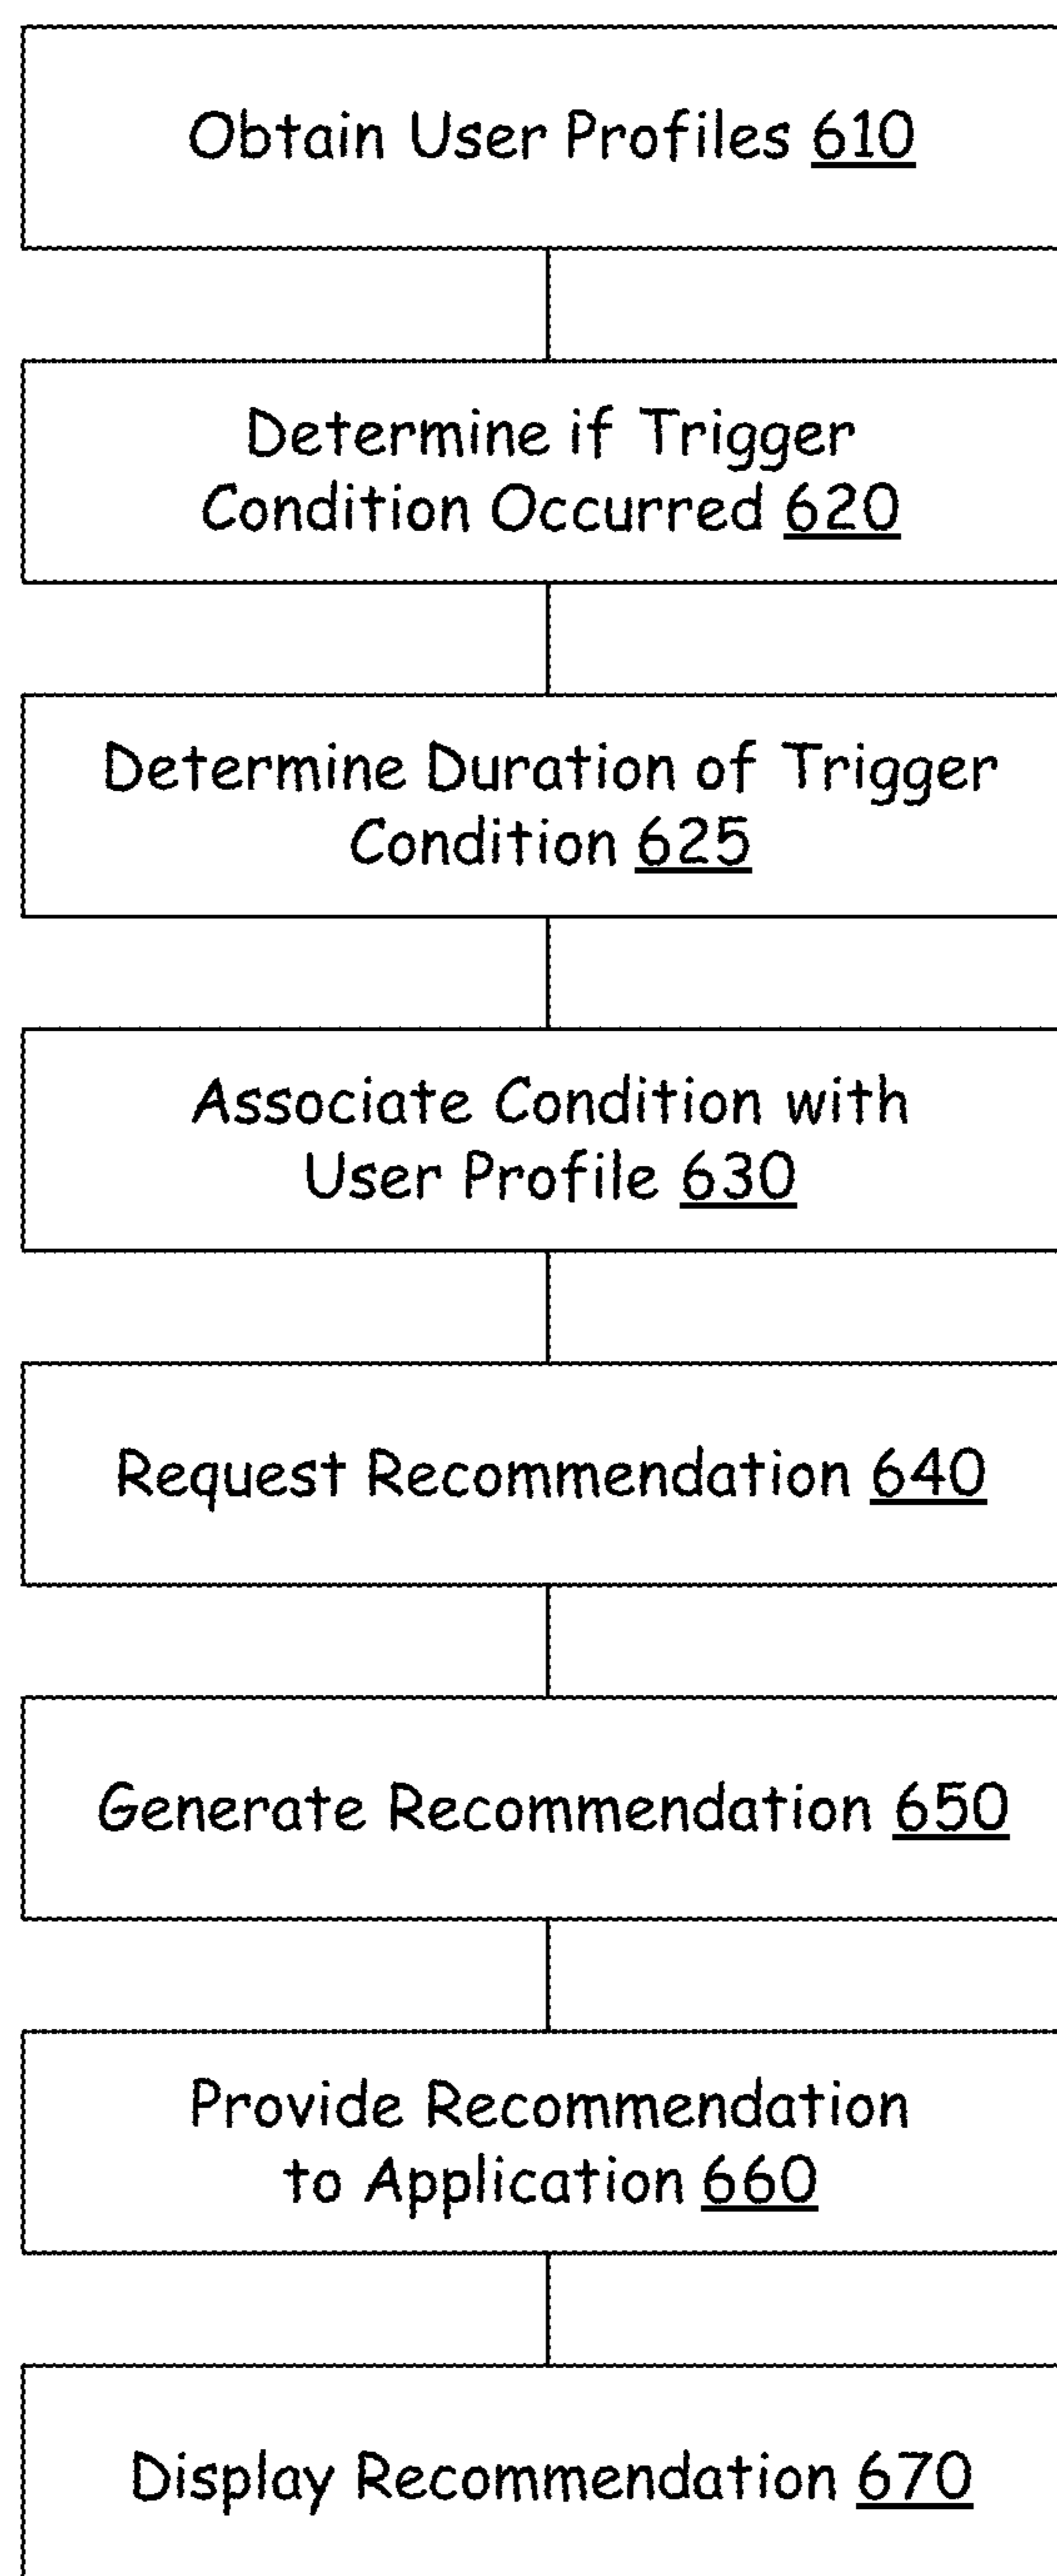 Obtain User Profiles 610
Determine if Trigger
Condition Occurred 620
Determine Duration of Trigger
Condition 625
Associate Condition with
User Profile 630
Request Recommendation 640
Generate Recommendation 650
Provide Recommendation
to Application 660
Display Recommendation 670